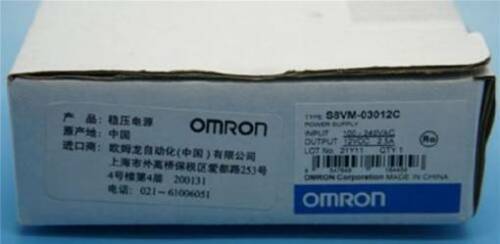 产 品: 稳压电源
原产地: 中国
进口商: 欧姆龙自动化(中国)有限公司
上海市外高桥保税区爱都路253号
4号楼第4层 200131
电话: 021-61006051
OMRON
TYPE S8VM-03012C
POWER SUPPLY
INPUT 100-240VAC
OUTPUT 12VDC 2.5A
LOT No. 21Y11 QTY 1
OMRON Corporation MADE IN CHINA
OMRON